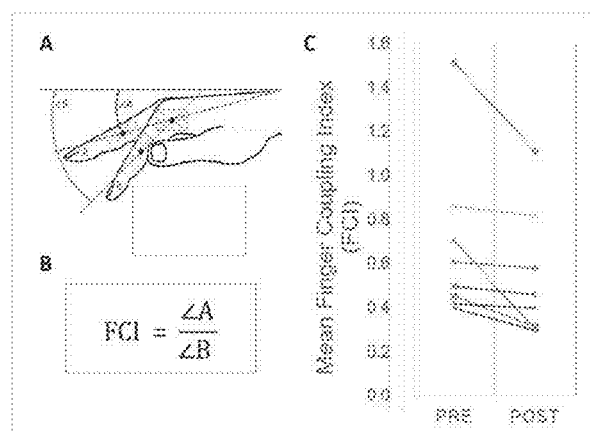 A
B
FCI = ∠A
∠B
C
Mean Finger Coupling Index
(FCI)
1.6
1.4
1.2
1.0
0.8
0.6
0.4
0.2
0.0
PRE POST